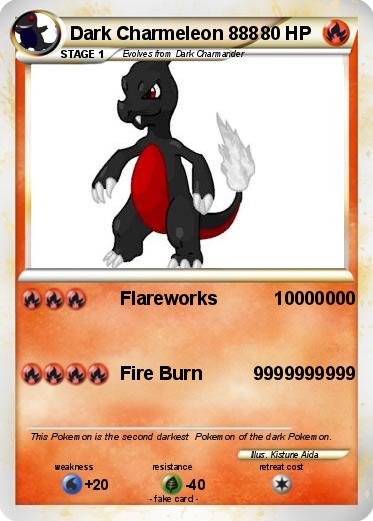 Dark Charmeleon 88880 HP
STAGE 1 Evolves from Dark Charmander
Flareworks 10000000
Fire Burn 9999999999
This Pokemon is the second darkest Pokemon of the dark Pokemon.
Illus. Kisture Aida
weakness resistance retreat cost
+20 -40
- fake card -